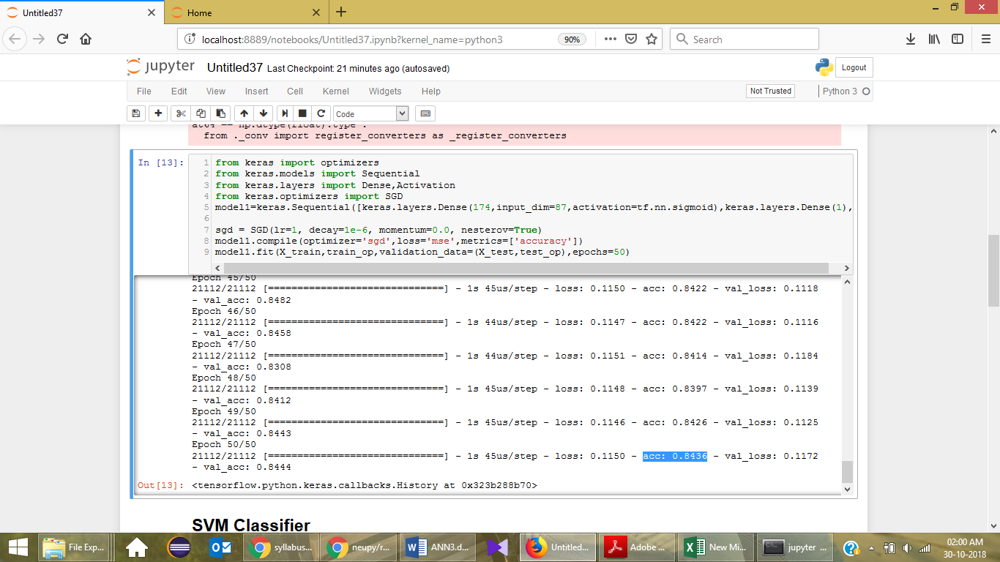 Untitled37
Home
localhost:8889/notebooks/Untitled37.ipynb?kernel_name=python3
90%
Search
jupyter Untitled37 Last Checkpoint: 21 minutes ago (autosaved)
Logout
File Edit View Insert Cell Kernel Widgets Help
Not Trusted
Python 3
Code
at64 == np.dtype(float).type`.
from ._conv import register_converters as _register_converters
In [13]:
1 from keras import optimizers
2 from keras.models import Sequential
3 from keras.layers import Dense,Activation
4 from keras.optimizers import SGD
5 model1=keras.Sequential([keras.layers.Dense(174,input_dim=87,activation=tf.nn.sigmoid),keras.layers.Dense(1),
6
7 sgd = SGD(lr=1, decay=1e-6, momentum=0.0, nesterov=True)
8 model1.compile(optimizer='sgd',loss='mse',metrics=['accuracy'])
9 model1.fit(X_train,train_op,validation_data=(X_test,test_op),epochs=50)
Epoch 45/50
21112/21112 [==============================] - 1s 45us/step - loss: 0.1150 - acc: 0.8422 - val_loss: 0.1118
- val_acc: 0.8482
Epoch 46/50
21112/21112 [==============================] - 1s 44us/step - loss: 0.1147 - acc: 0.8422 - val_loss: 0.1116
- val_acc: 0.8458
Epoch 47/50
21112/21112 [==============================] - 1s 44us/step - loss: 0.1151 - acc: 0.8414 - val_loss: 0.1184
- val_acc: 0.8308
Epoch 48/50
21112/21112 [==============================] - 1s 45us/step - loss: 0.1148 - acc: 0.8397 - val_loss: 0.1139
- val_acc: 0.8412
Epoch 49/50
21112/21112 [==============================] - 1s 45us/step - loss: 0.1146 - acc: 0.8426 - val_loss: 0.1125
- val_acc: 0.8443
Epoch 50/50
21112/21112 [==============================] - 1s 45us/step - loss: 0.1150 - acc: 0.8436 - val_loss: 0.1172
- val_acc: 0.8444
Out[13]: <tensorflow.python.keras.callbacks.History at 0x323b288b70>
SVM Classifier
File Exp...
syllabus...
neupy/r...
ANN3.d...
Untitled...
Adobe ...
New Mi...
jupyter ...
02:00 AM
30-10-2018